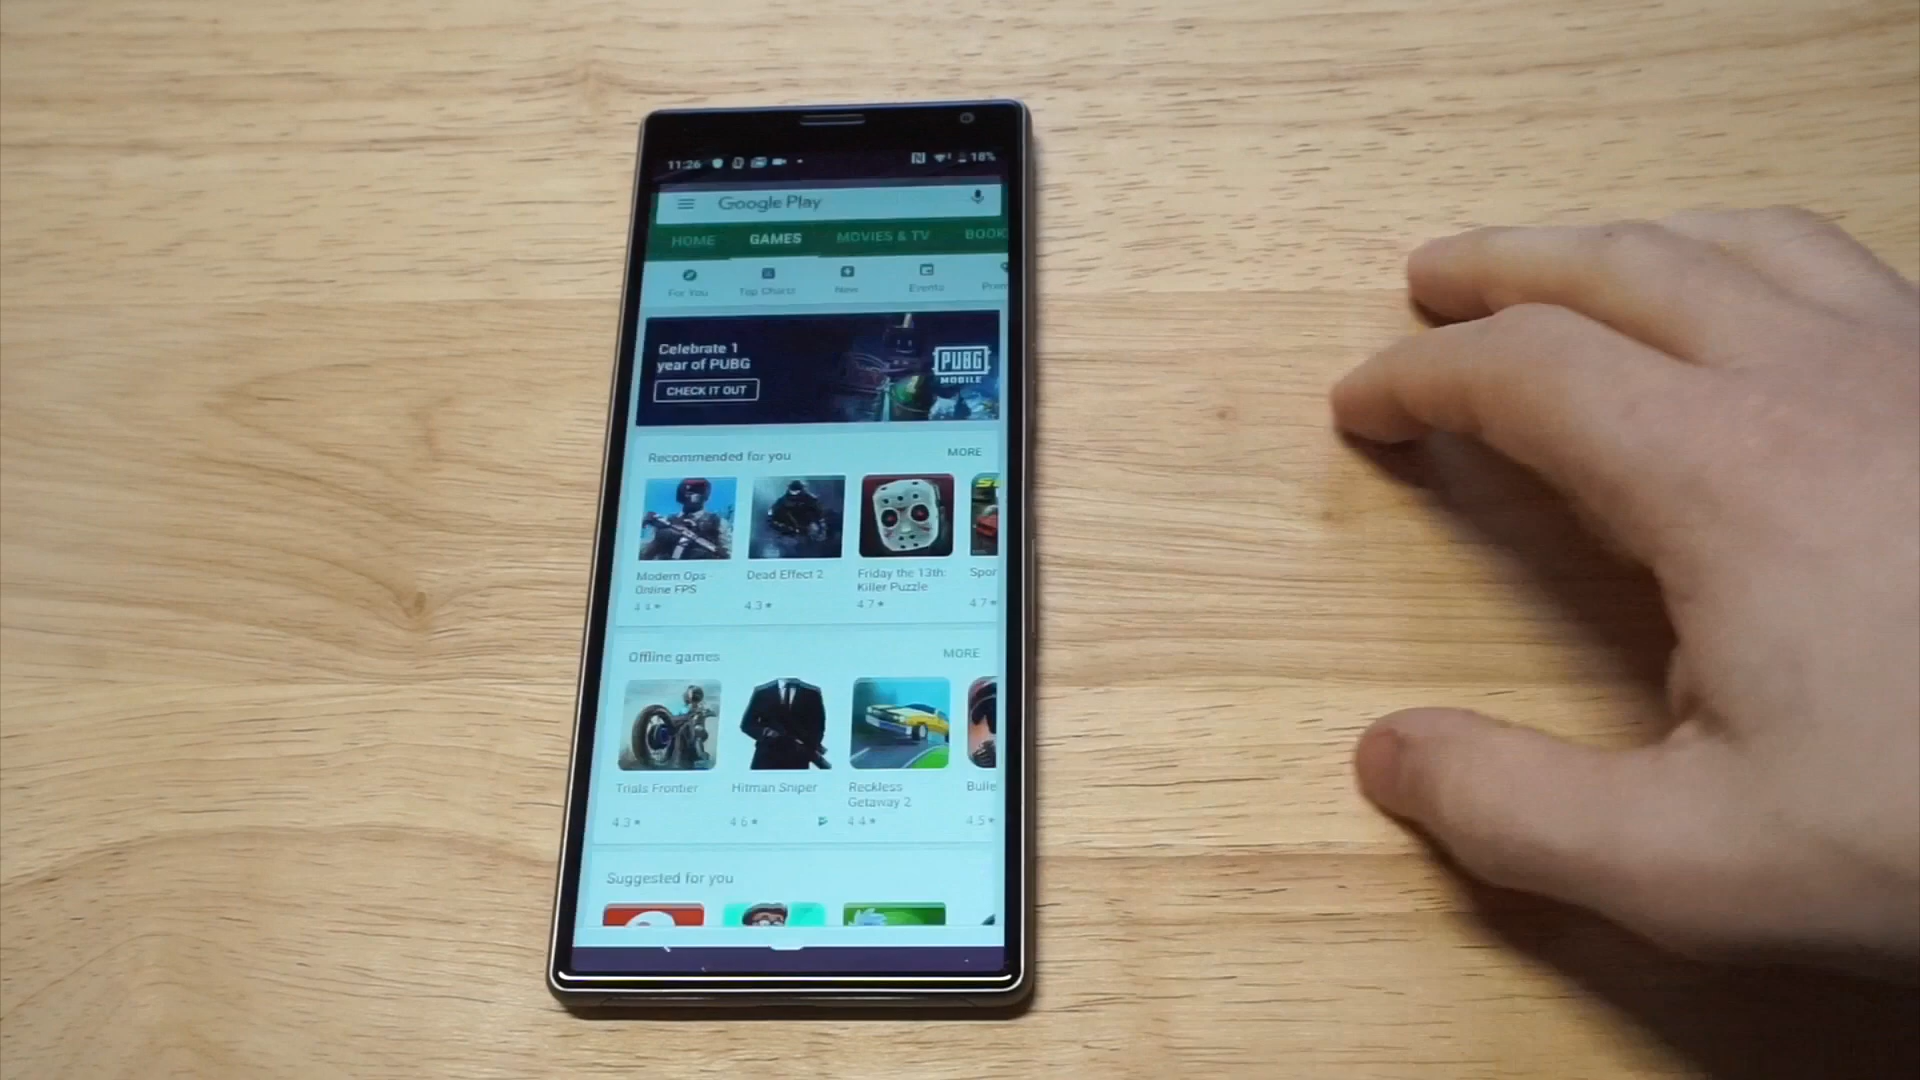 11:26 18%
Google Play
HOME GAMES MOVIES & TV BOOK
For You Top Charts New Events Prem
Celebrate 1
year of PUBG
CHECK IT OUT
PUBG
MOBILE
Recommended for you MORE
Modern Ops - Dead Effect 2 Friday the 13th: Spor
Online FPS Killer Puzzle
4.4★ 4.3★ 4.7★ 4.7★
Offline games MORE
Trials Frontier Hitman Sniper Reckless Bulle
Getaway 2
4.3★ 4.6★ 4.4★ 4.5★
Suggested for you